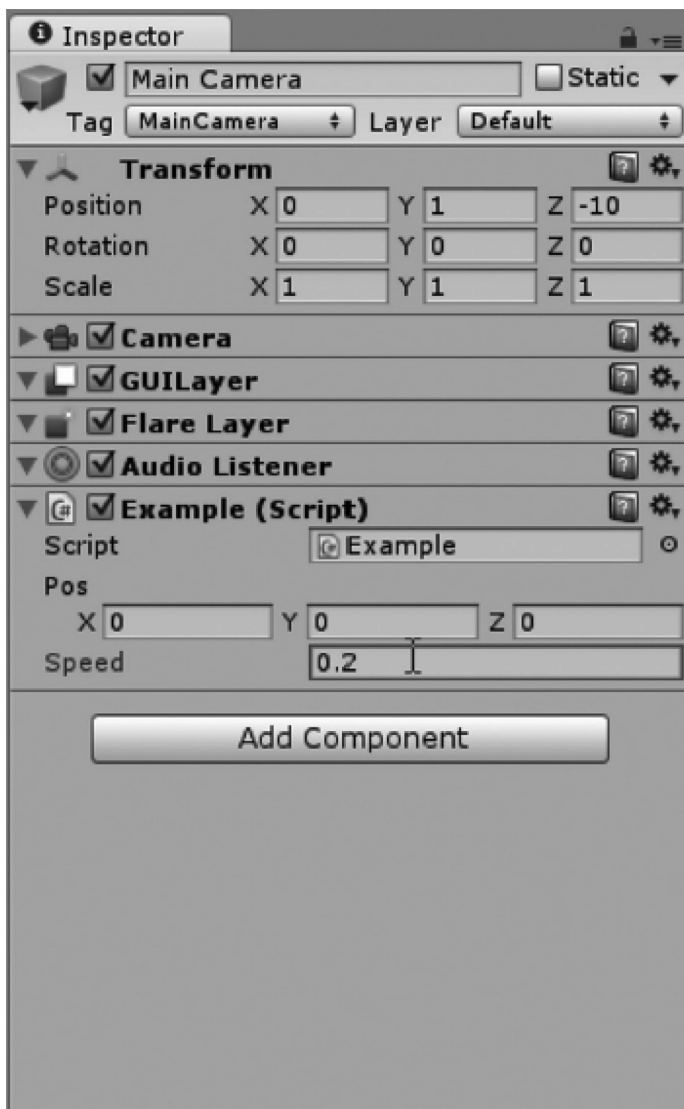 Inspector
Main Camera Static
Tag MainCamera Layer Default
Transform
Position X 0 Y 1 Z -10
Rotation X 0 Y 0 Z 0
Scale X 1 Y 1 Z 1
Camera
GUILayer
Flare Layer
Audio Listener
Example (Script)
Script Example
Pos
X 0 Y 0 Z 0
Speed 0.2
Add Component